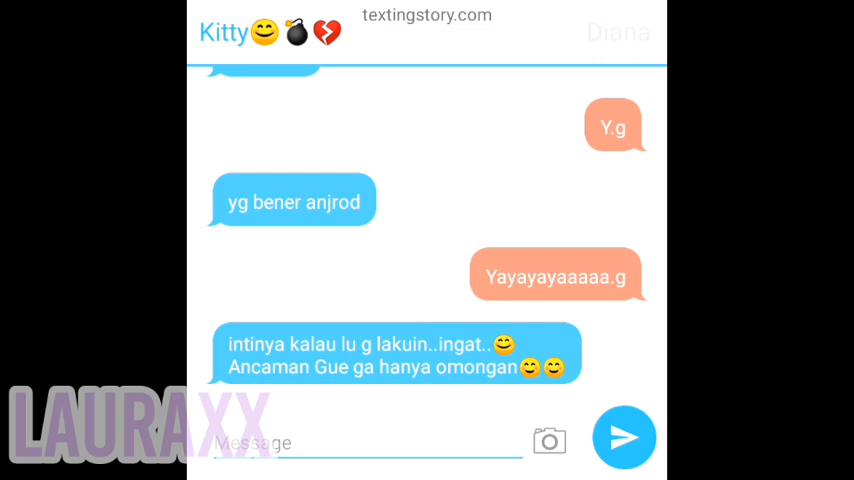 textingstory.com
Kitty😊💣💔
Diana
Y.g
yg bener anjrod
Yayayayaaaaa.g
intinya kalau lu g lakuin..ingat..😊
Ancaman Gue ga hanya omongan😊😊
LAURAXX
Message